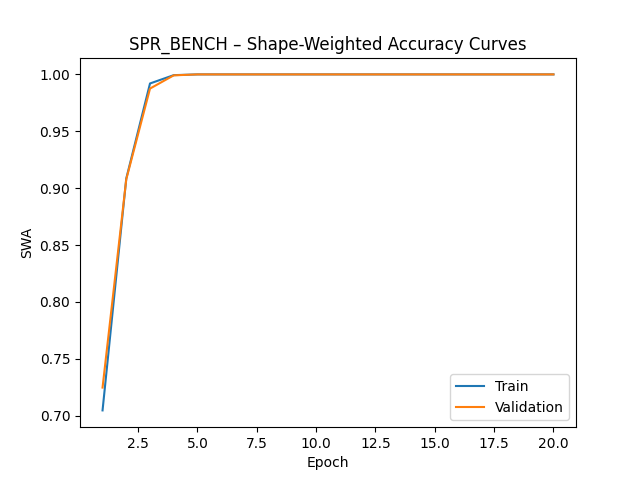 SPR_BENCH – Shape-Weighted Accuracy Curves
1.00
0.95
0.90
0.85
0.80
0.75
0.70
SWA
2.5 5.0 7.5 10.0 12.5 15.0 17.5 20.0
Epoch
Train
Validation